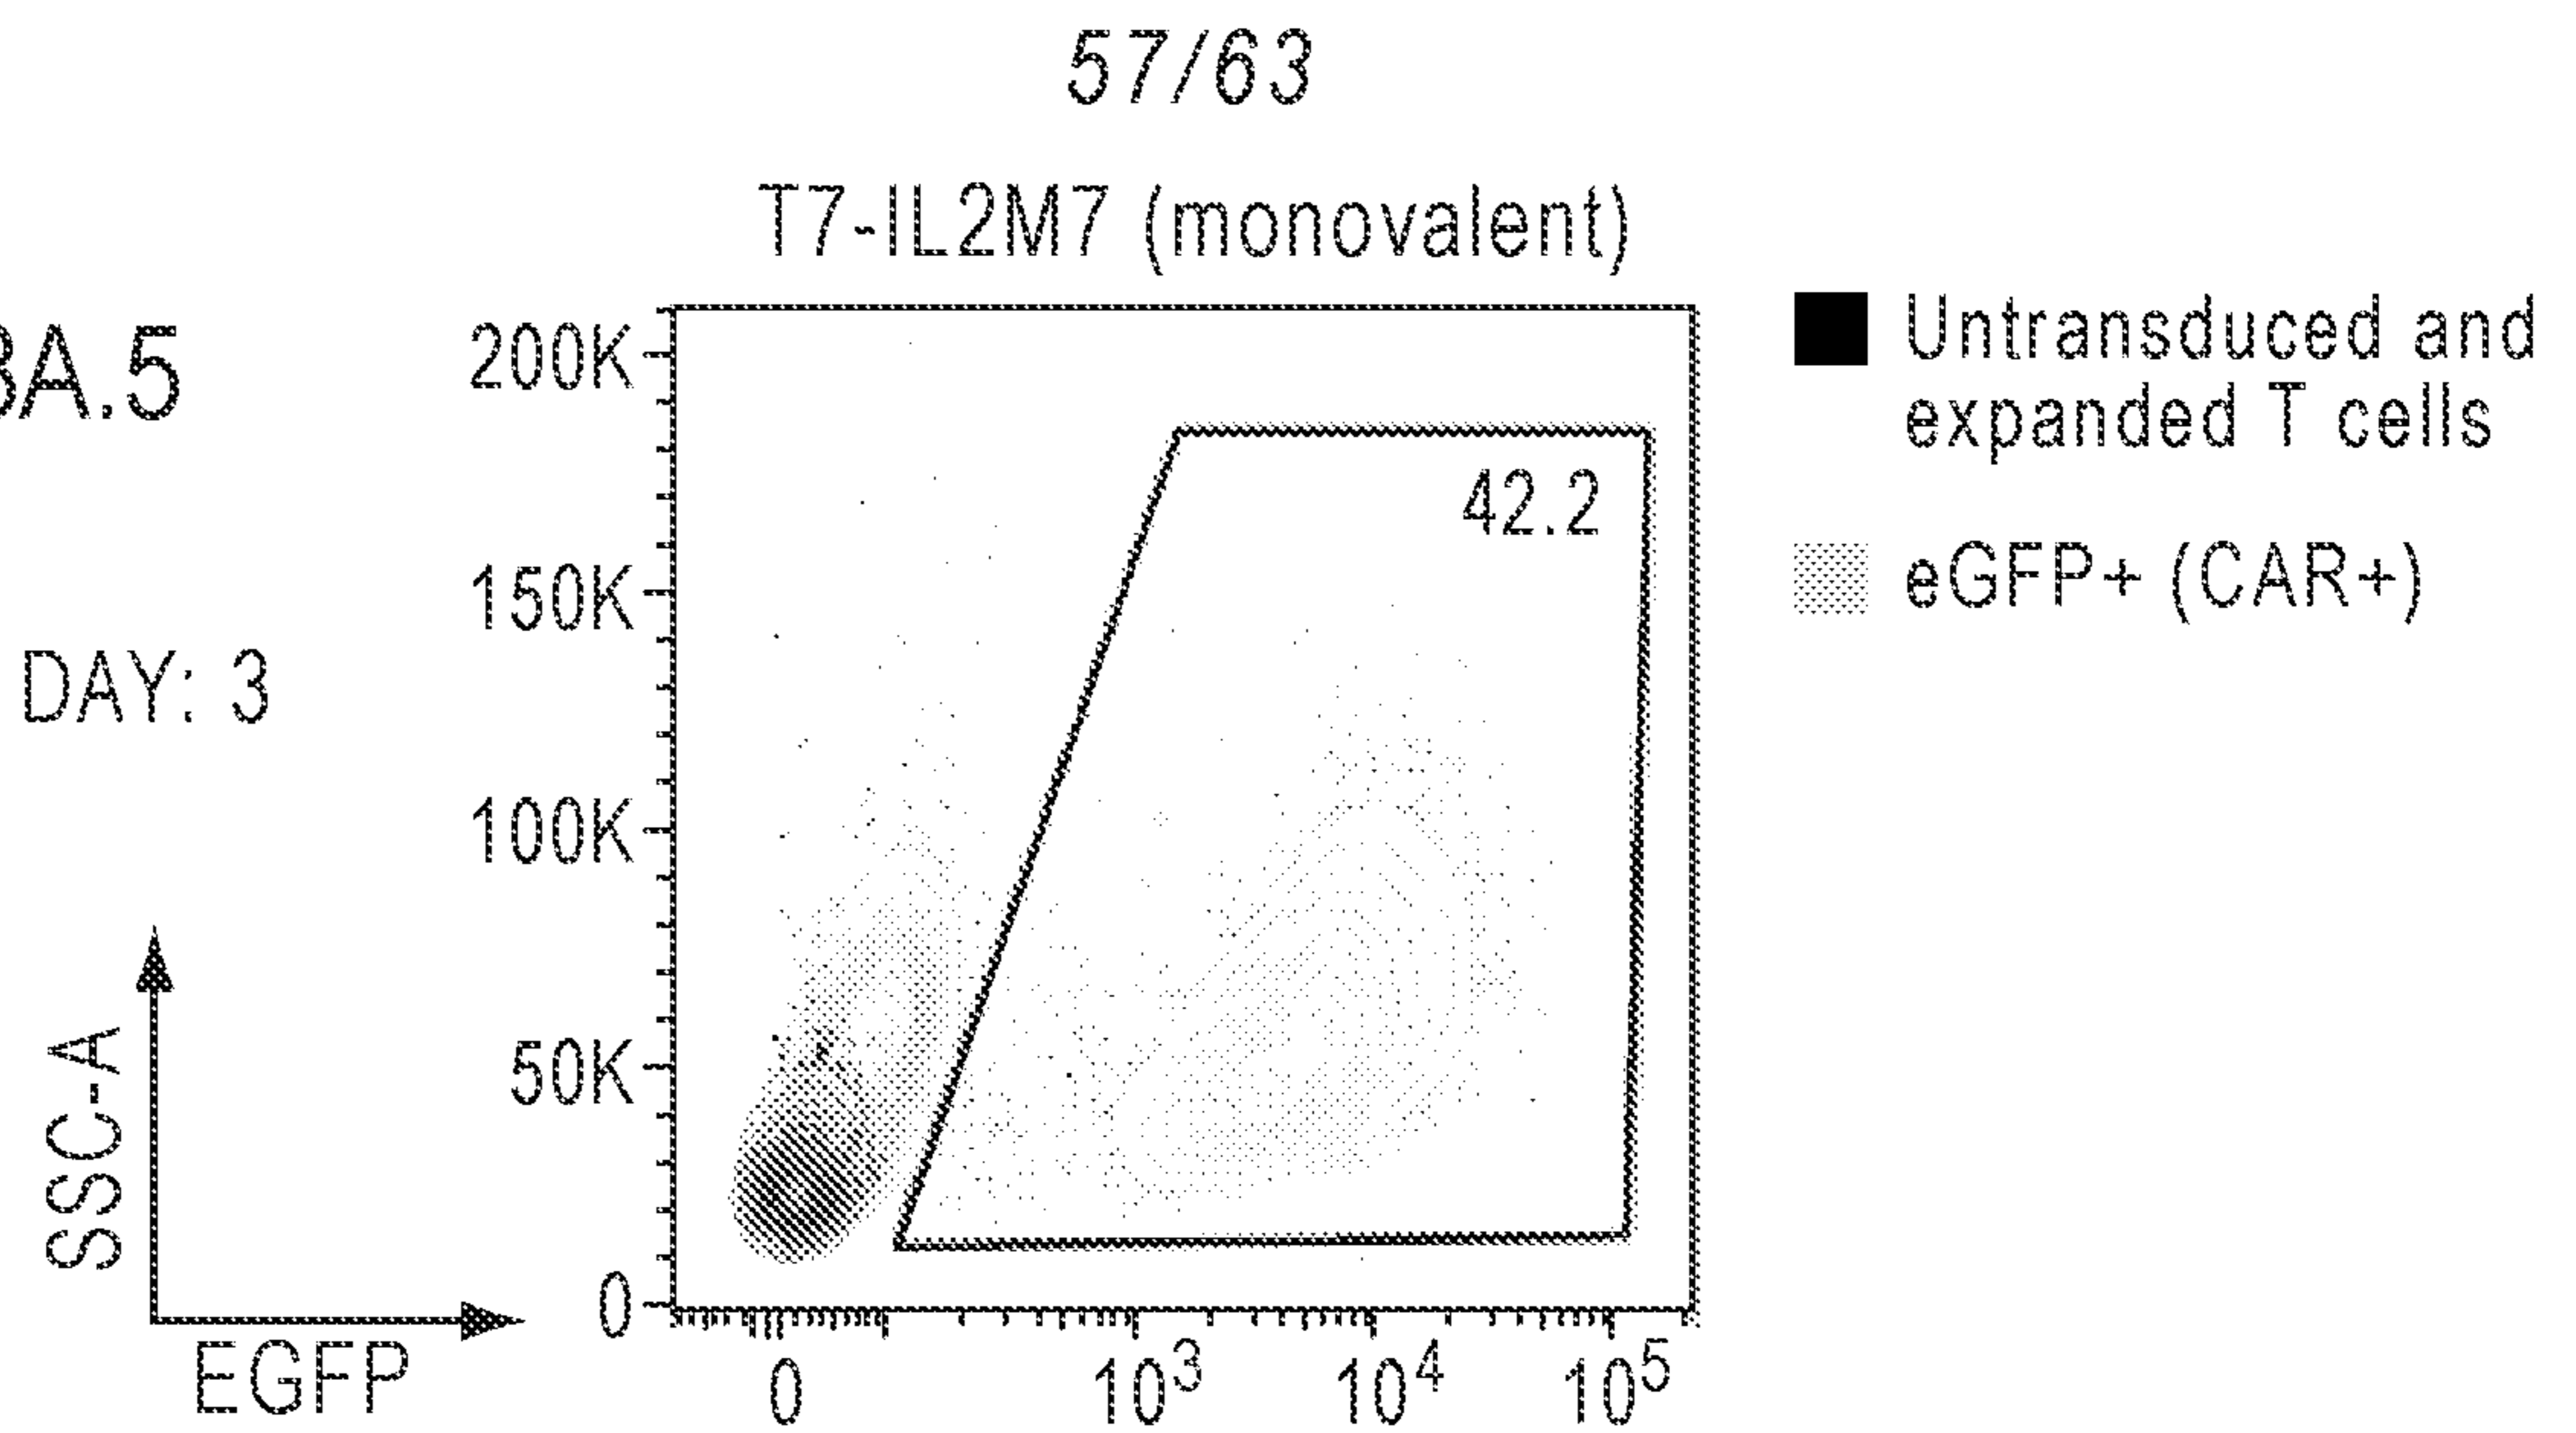 57/63
T7-IL2M7 (monovalent)
BA.5
DAY: 3
200K
150K
100K
50K
0
42.2
0
10³
10⁴
10⁵
SSC-A
EGFP
Untransduced and
expanded T cells
eGFP+ (CAR+)